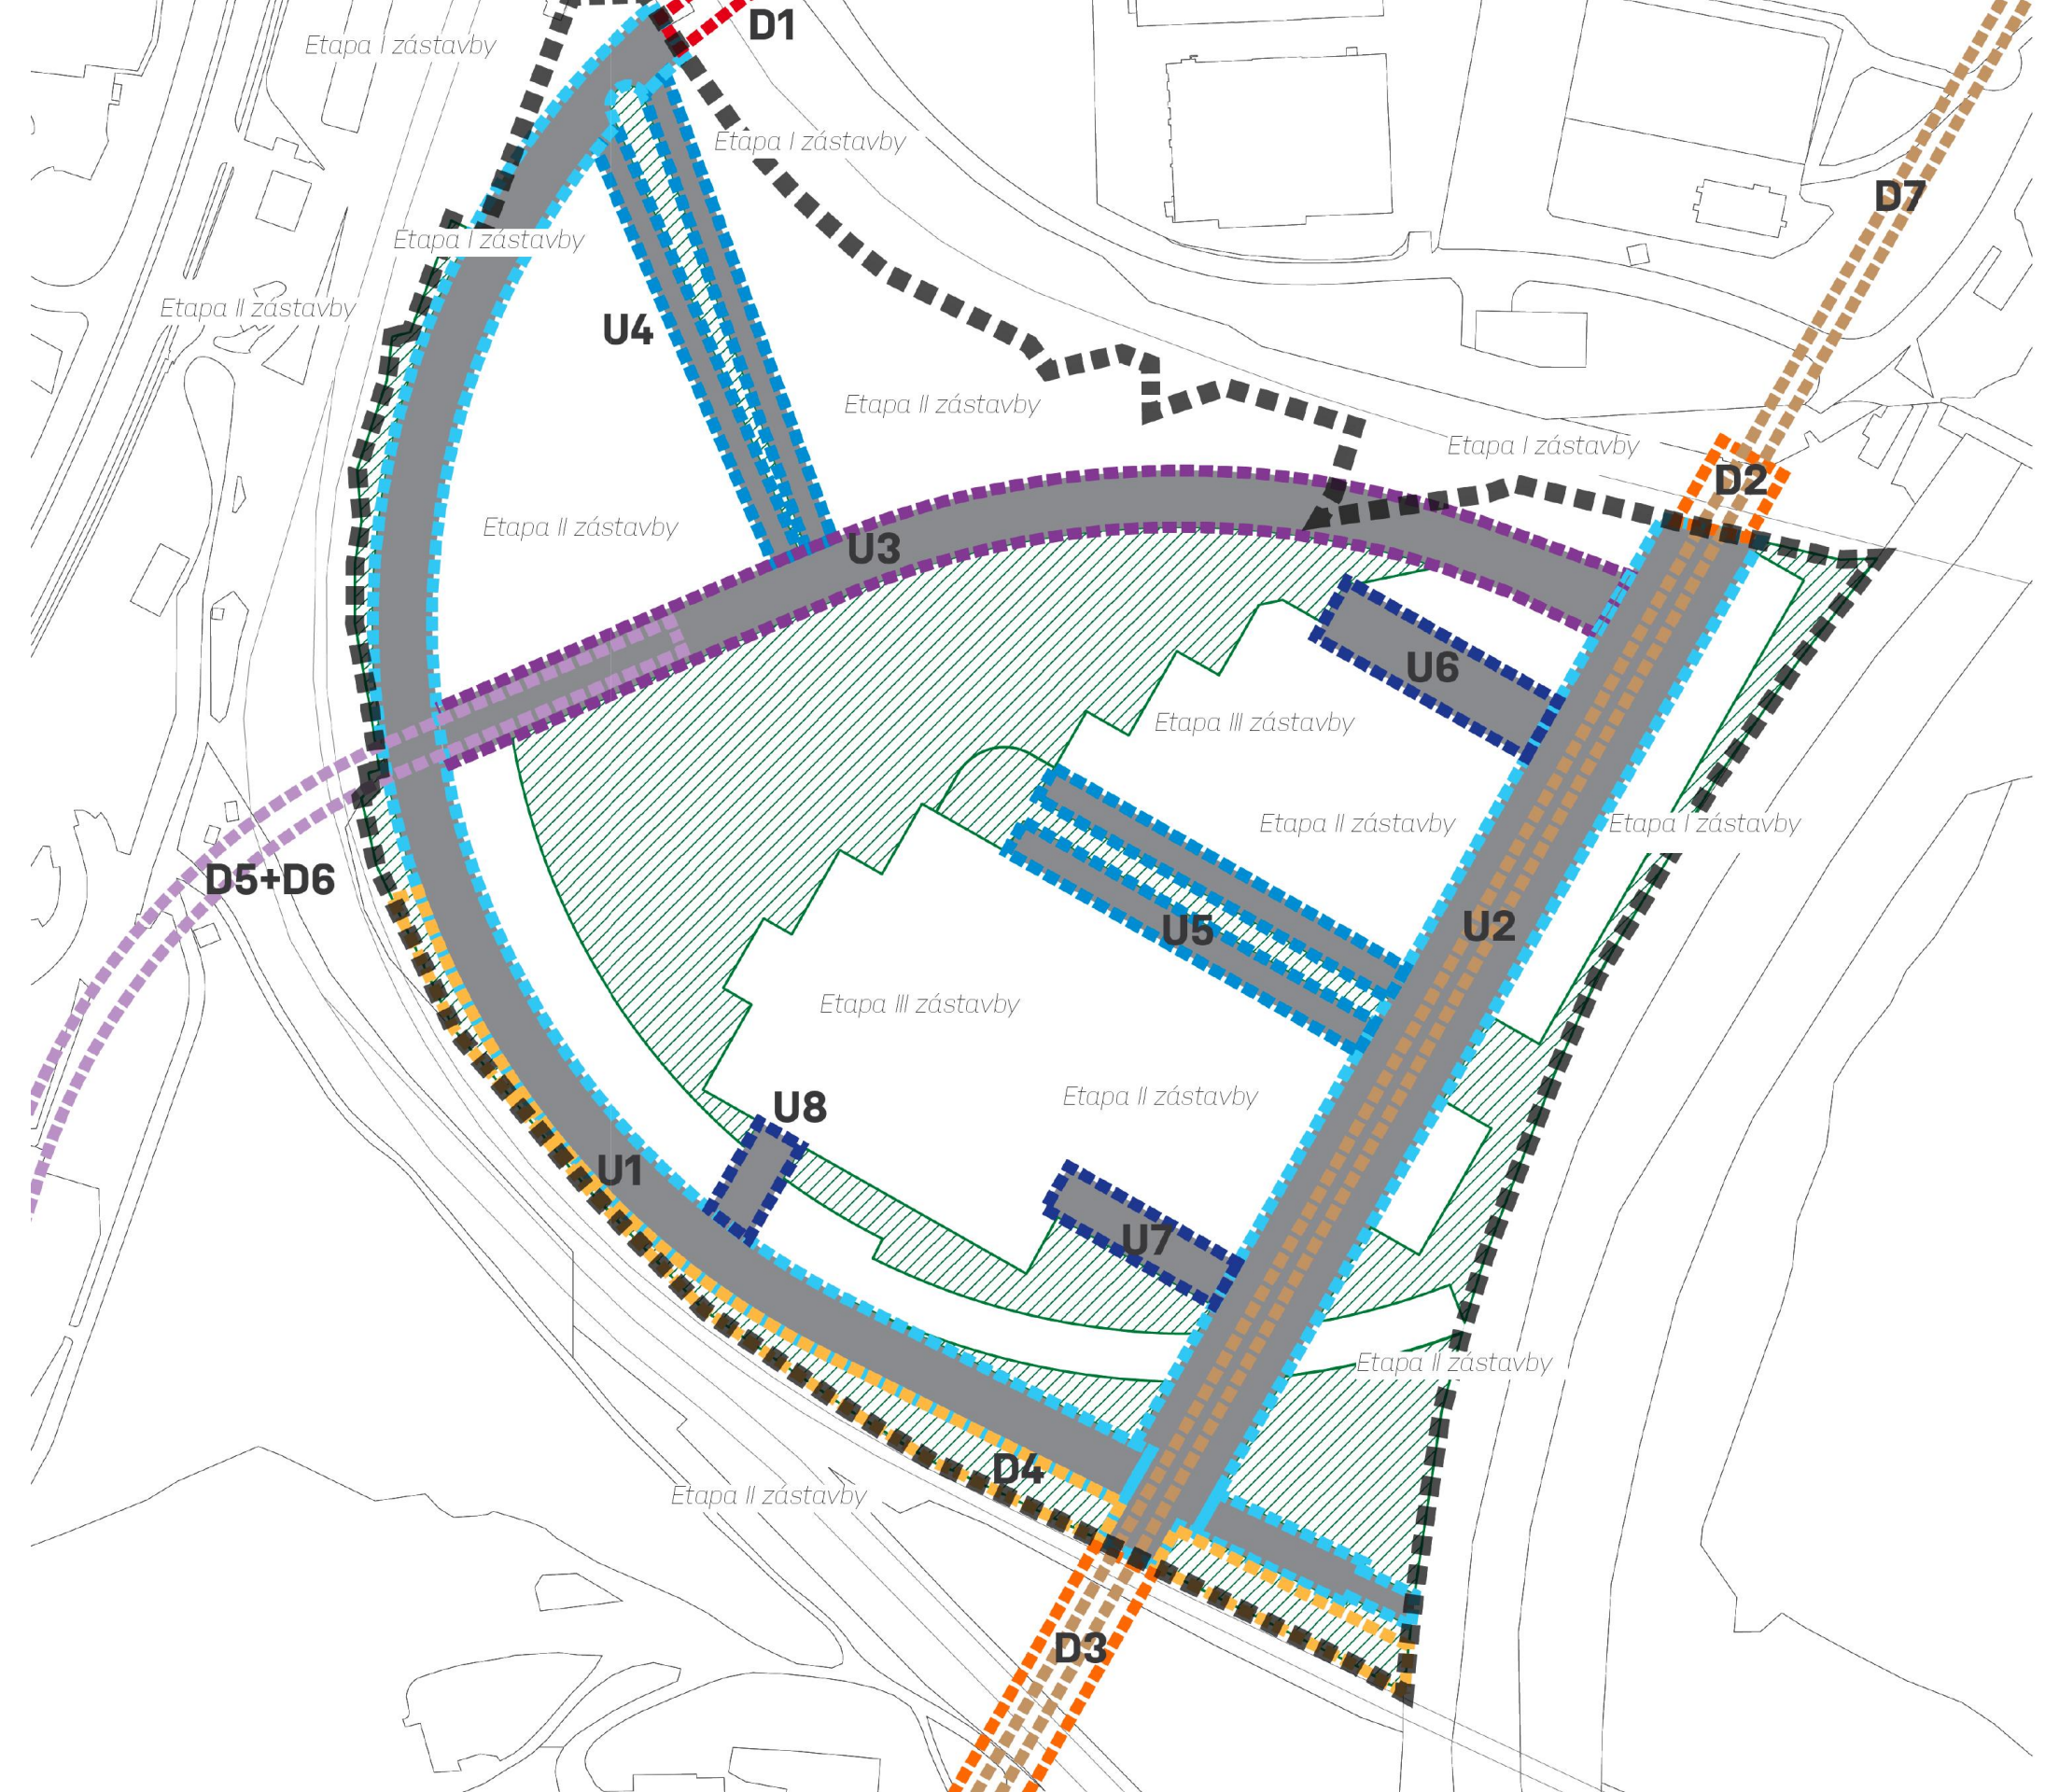 D1
Etapa I zástavby
Etapa I zástavby
D7
Etapa I zástavby
Etapa II zástavby
U4
Etapa II zástavby
Etapa I zástavby
D2
Etapa II zástavby
U3
U6
Etapa III zástavby
Etapa II zástavby
Etapa I zástavby
D5+D6
U5
U2
Etapa III zástavby
Etapa II zástavby
U8
U1
U7
Etapa II zástavby
D4
Etapa II zástavby
D3